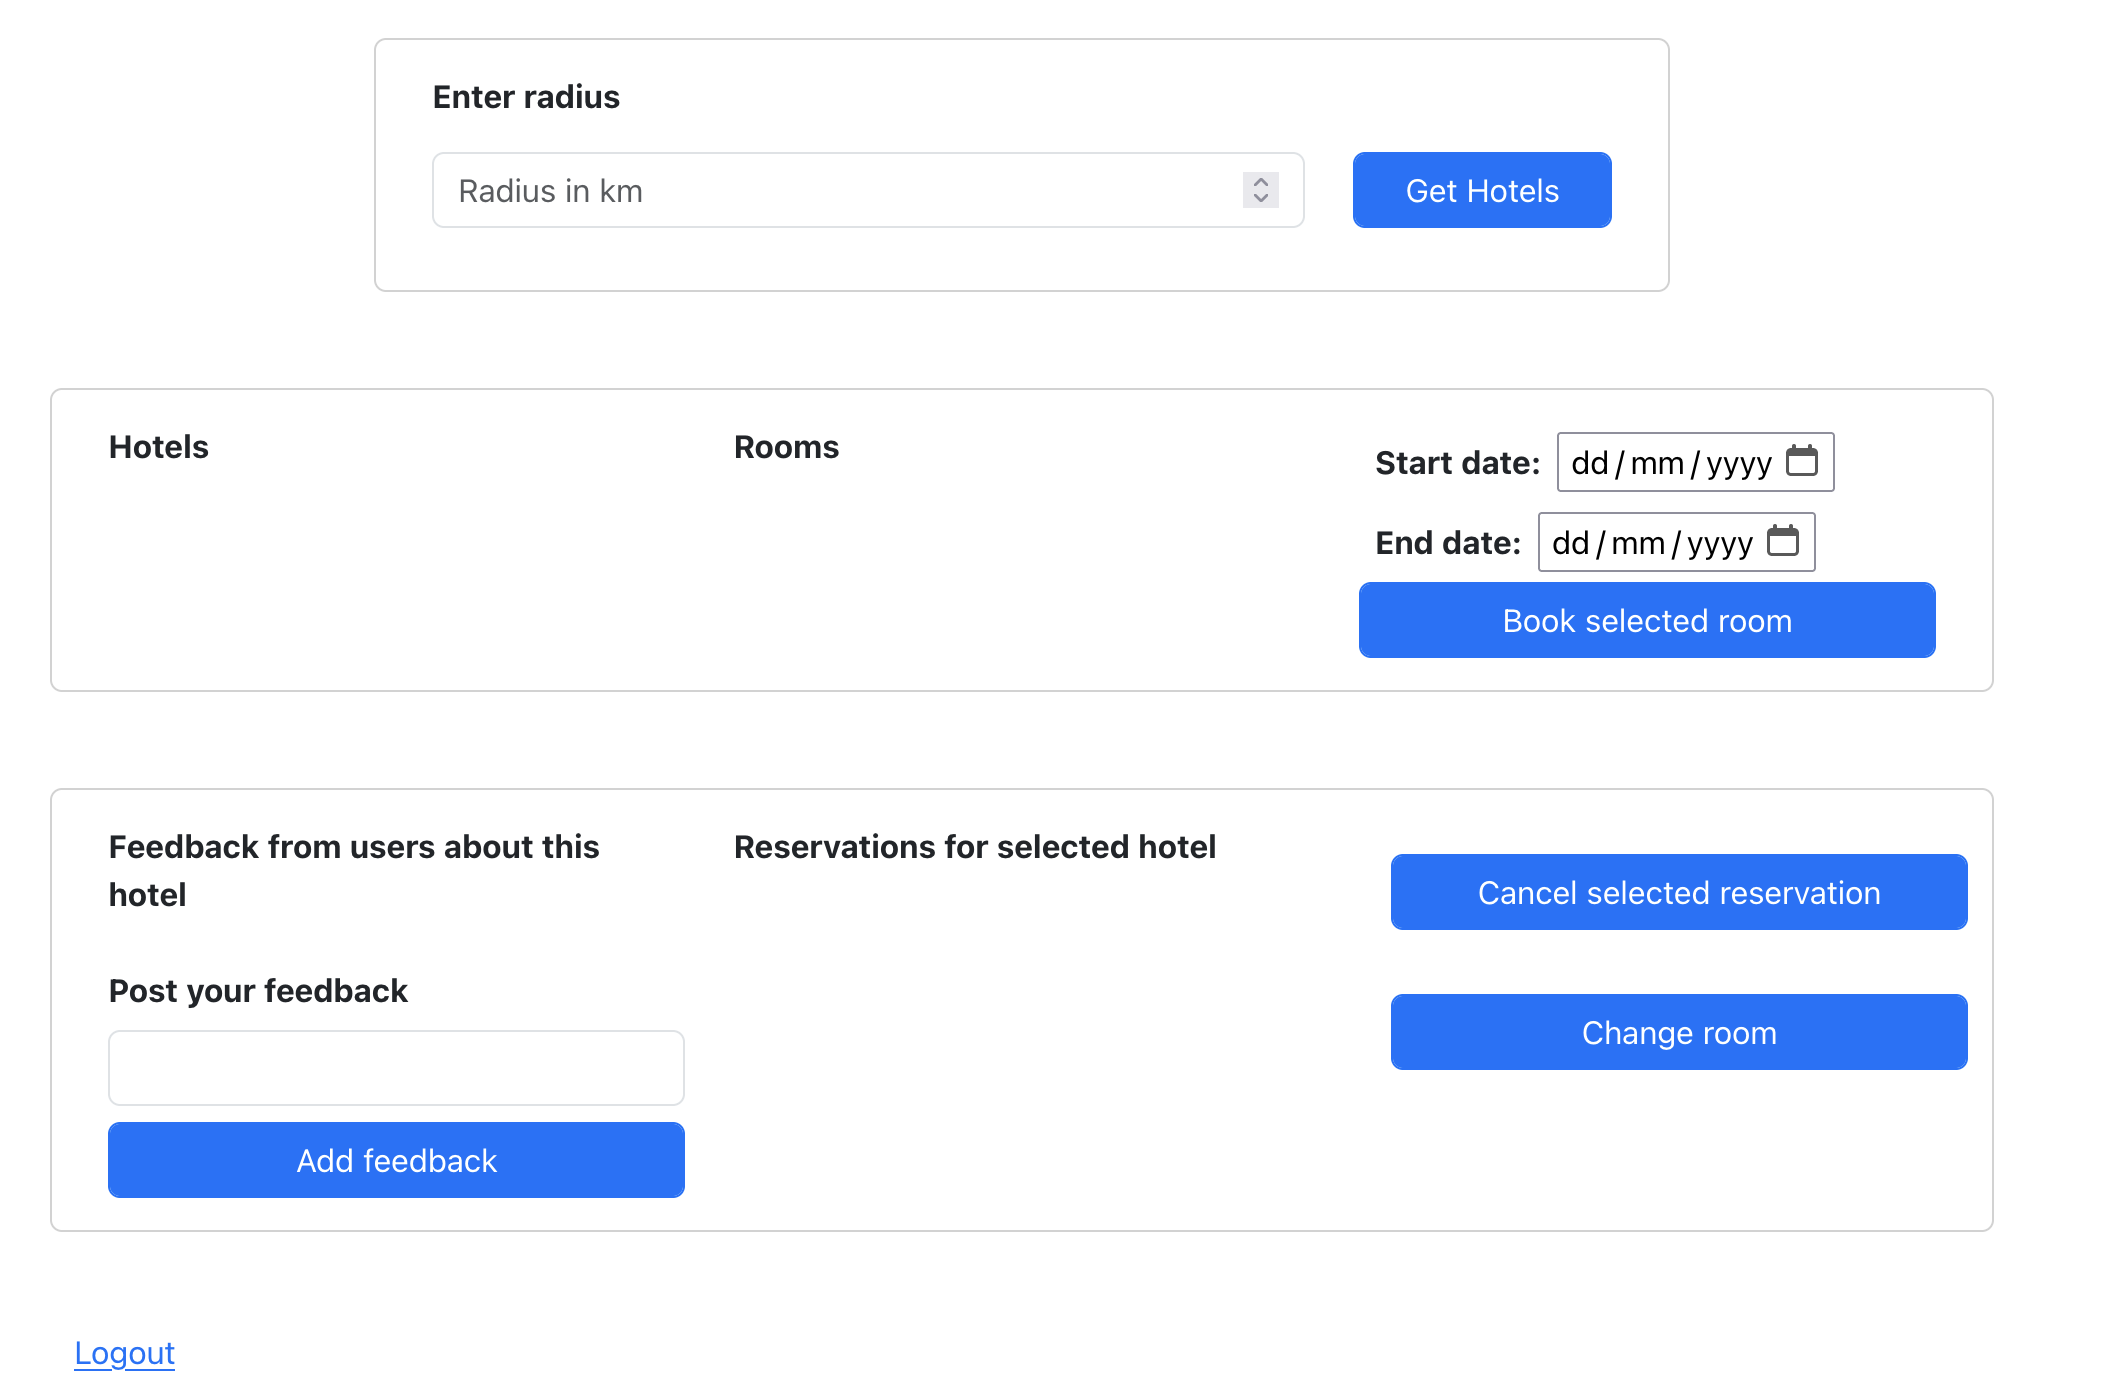 Enter radius
Radius in km
Get Hotels
Hotels
Rooms
Start date: dd/mm/yyyy
End date: dd/mm/yyyy
Book selected room
Feedback from users about this
hotel
Reservations for selected hotel
Cancel selected reservation
Post your feedback
Change room
Add feedback
Logout